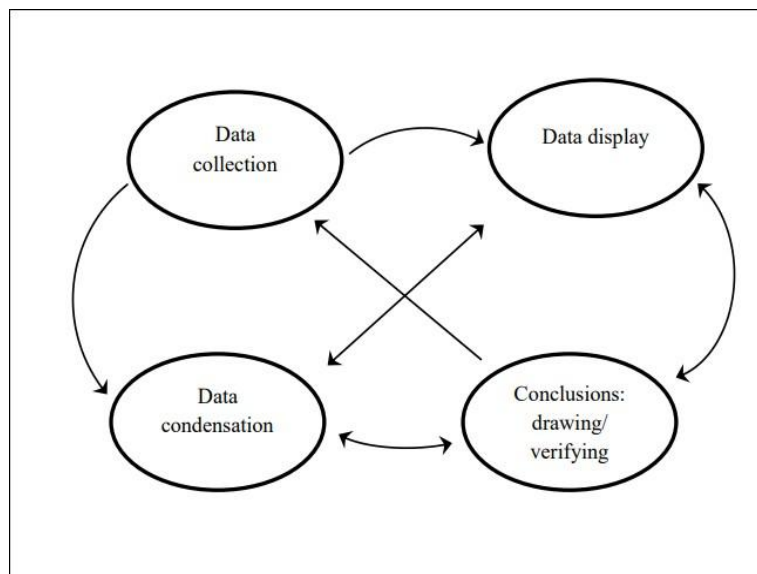 Data
collection
Data display
Data
condensation
Conclusions:
drawing/
verifying